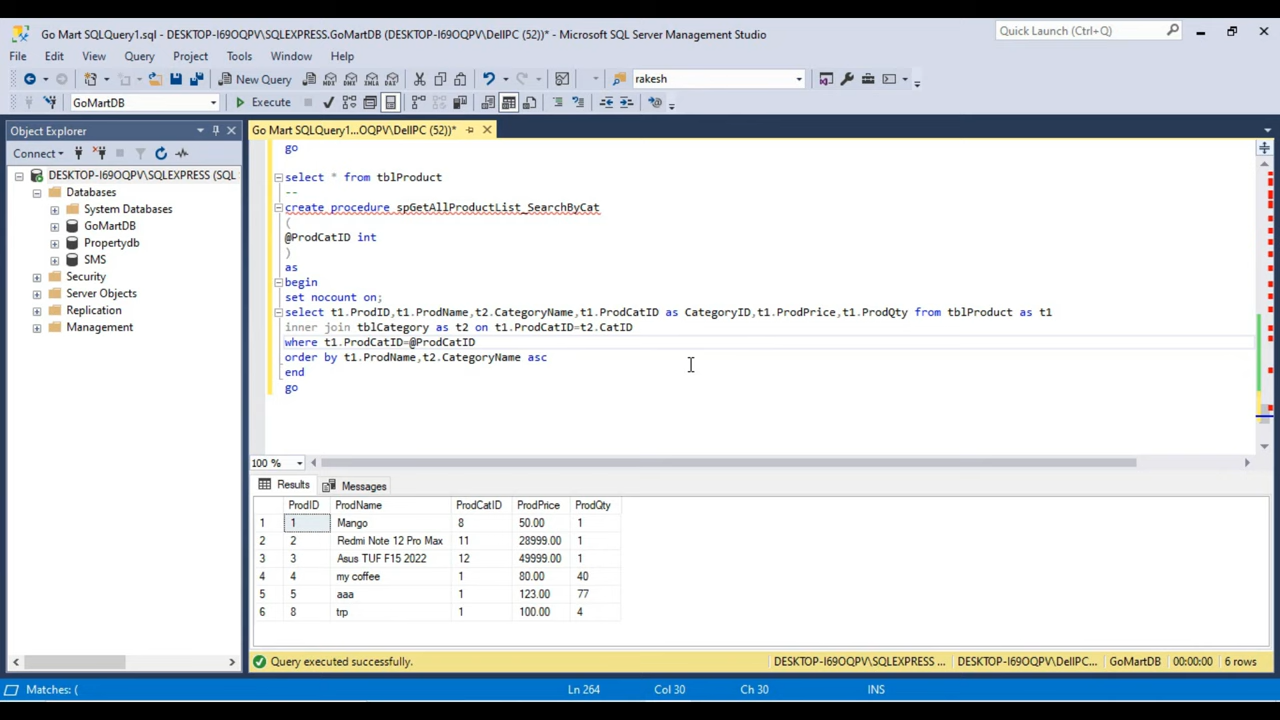 Go Mart SQLQuery1.sql - DESKTOP-I69OQPV\SQLEXPRESS.GoMartDB (DESKTOP-I69OQPV\DellPC (52))* - Microsoft SQL Server Management Studio
Quick Launch (Ctrl+Q)
File Edit View Query Project Tools Window Help
New Query MDX DMX XMLA DAX rakesh
GoMartDB Execute
Object Explorer
Go Mart SQLQuery1...OQPV\DellPC (52))*
Connect
DESKTOP-I69OQPV\SQLEXPRESS (SQL
Databases
System Databases
GoMartDB
Propertydb
SMS
Security
Server Objects
Replication
Management
go
select * from tblProduct
--
create procedure spGetAllProductList_SearchByCat
(
@ProdCatID int
)
as
begin
set nocount on;
select t1.ProdID,t1.ProdName,t2.CategoryName,t1.ProdCatID as CategoryID,t1.ProdPrice,t1.ProdQty from tblProduct as t1
inner join tblCategory as t2 on t1.ProdCatID=t2.CatID
where t1.ProdCatID=@ProdCatID
order by t1.ProdName,t2.CategoryName asc
end
go
100 %
Results Messages
ProdID ProdName ProdCatID ProdPrice ProdQty
1 1 Mango 8 50.00 1
2 2 Redmi Note 12 Pro Max 11 28999.00 1
3 3 Asus TUF F15 2022 12 49999.00 1
4 4 my coffee 1 80.00 40
5 5 aaa 1 123.00 77
6 8 trp 1 100.00 4
Query executed successfully. DESKTOP-I69OQPV\SQLEXPRESS ... DESKTOP-I69OQPV\DellPC... GoMartDB 00:00:00 6 rows
Matches: ( Ln 264 Col 30 Ch 30 INS